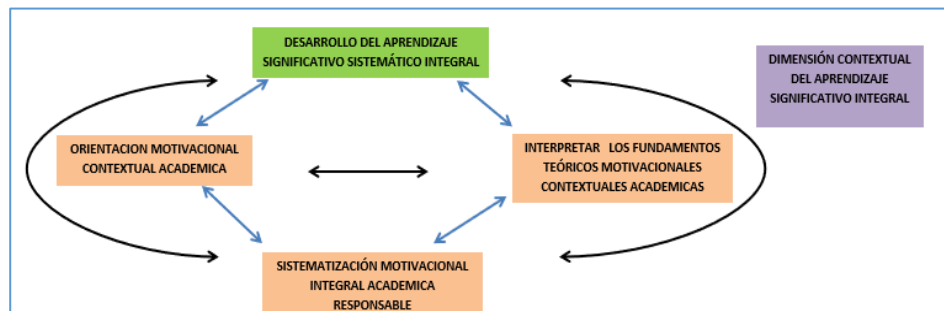 DESARROLLO DEL APRENDIZAJE
SIGNIFICATIVO SISTEMÁTICO INTEGRAL
DIMENSIÓN CONTEXTUAL
DEL APRENDIZAJE
SIGNIFICATIVO INTEGRAL
ORIENTACION MOTIVACIONAL
CONTEXTUAL ACADEMICA
INTERPRETAR LOS FUNDAMENTOS
TEÓRICOS MOTIVACIONALES
CONTEXTUALES ACADEMICAS
SISTEMATIZACIÓN MOTIVACIONAL
INTEGRAL ACADEMICA
RESPONSABLE